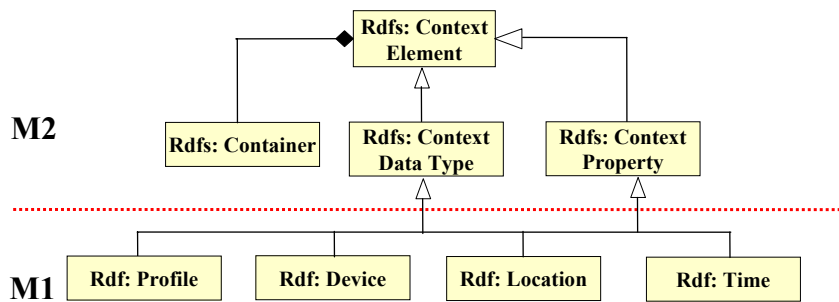 Rdfs: Context
Element
M2
Rdfs: Container
Rdfs: Context
Data Type
Rdfs: Context
Property
M1
Rdf: Profile
Rdf: Device
Rdf: Location
Rdf: Time